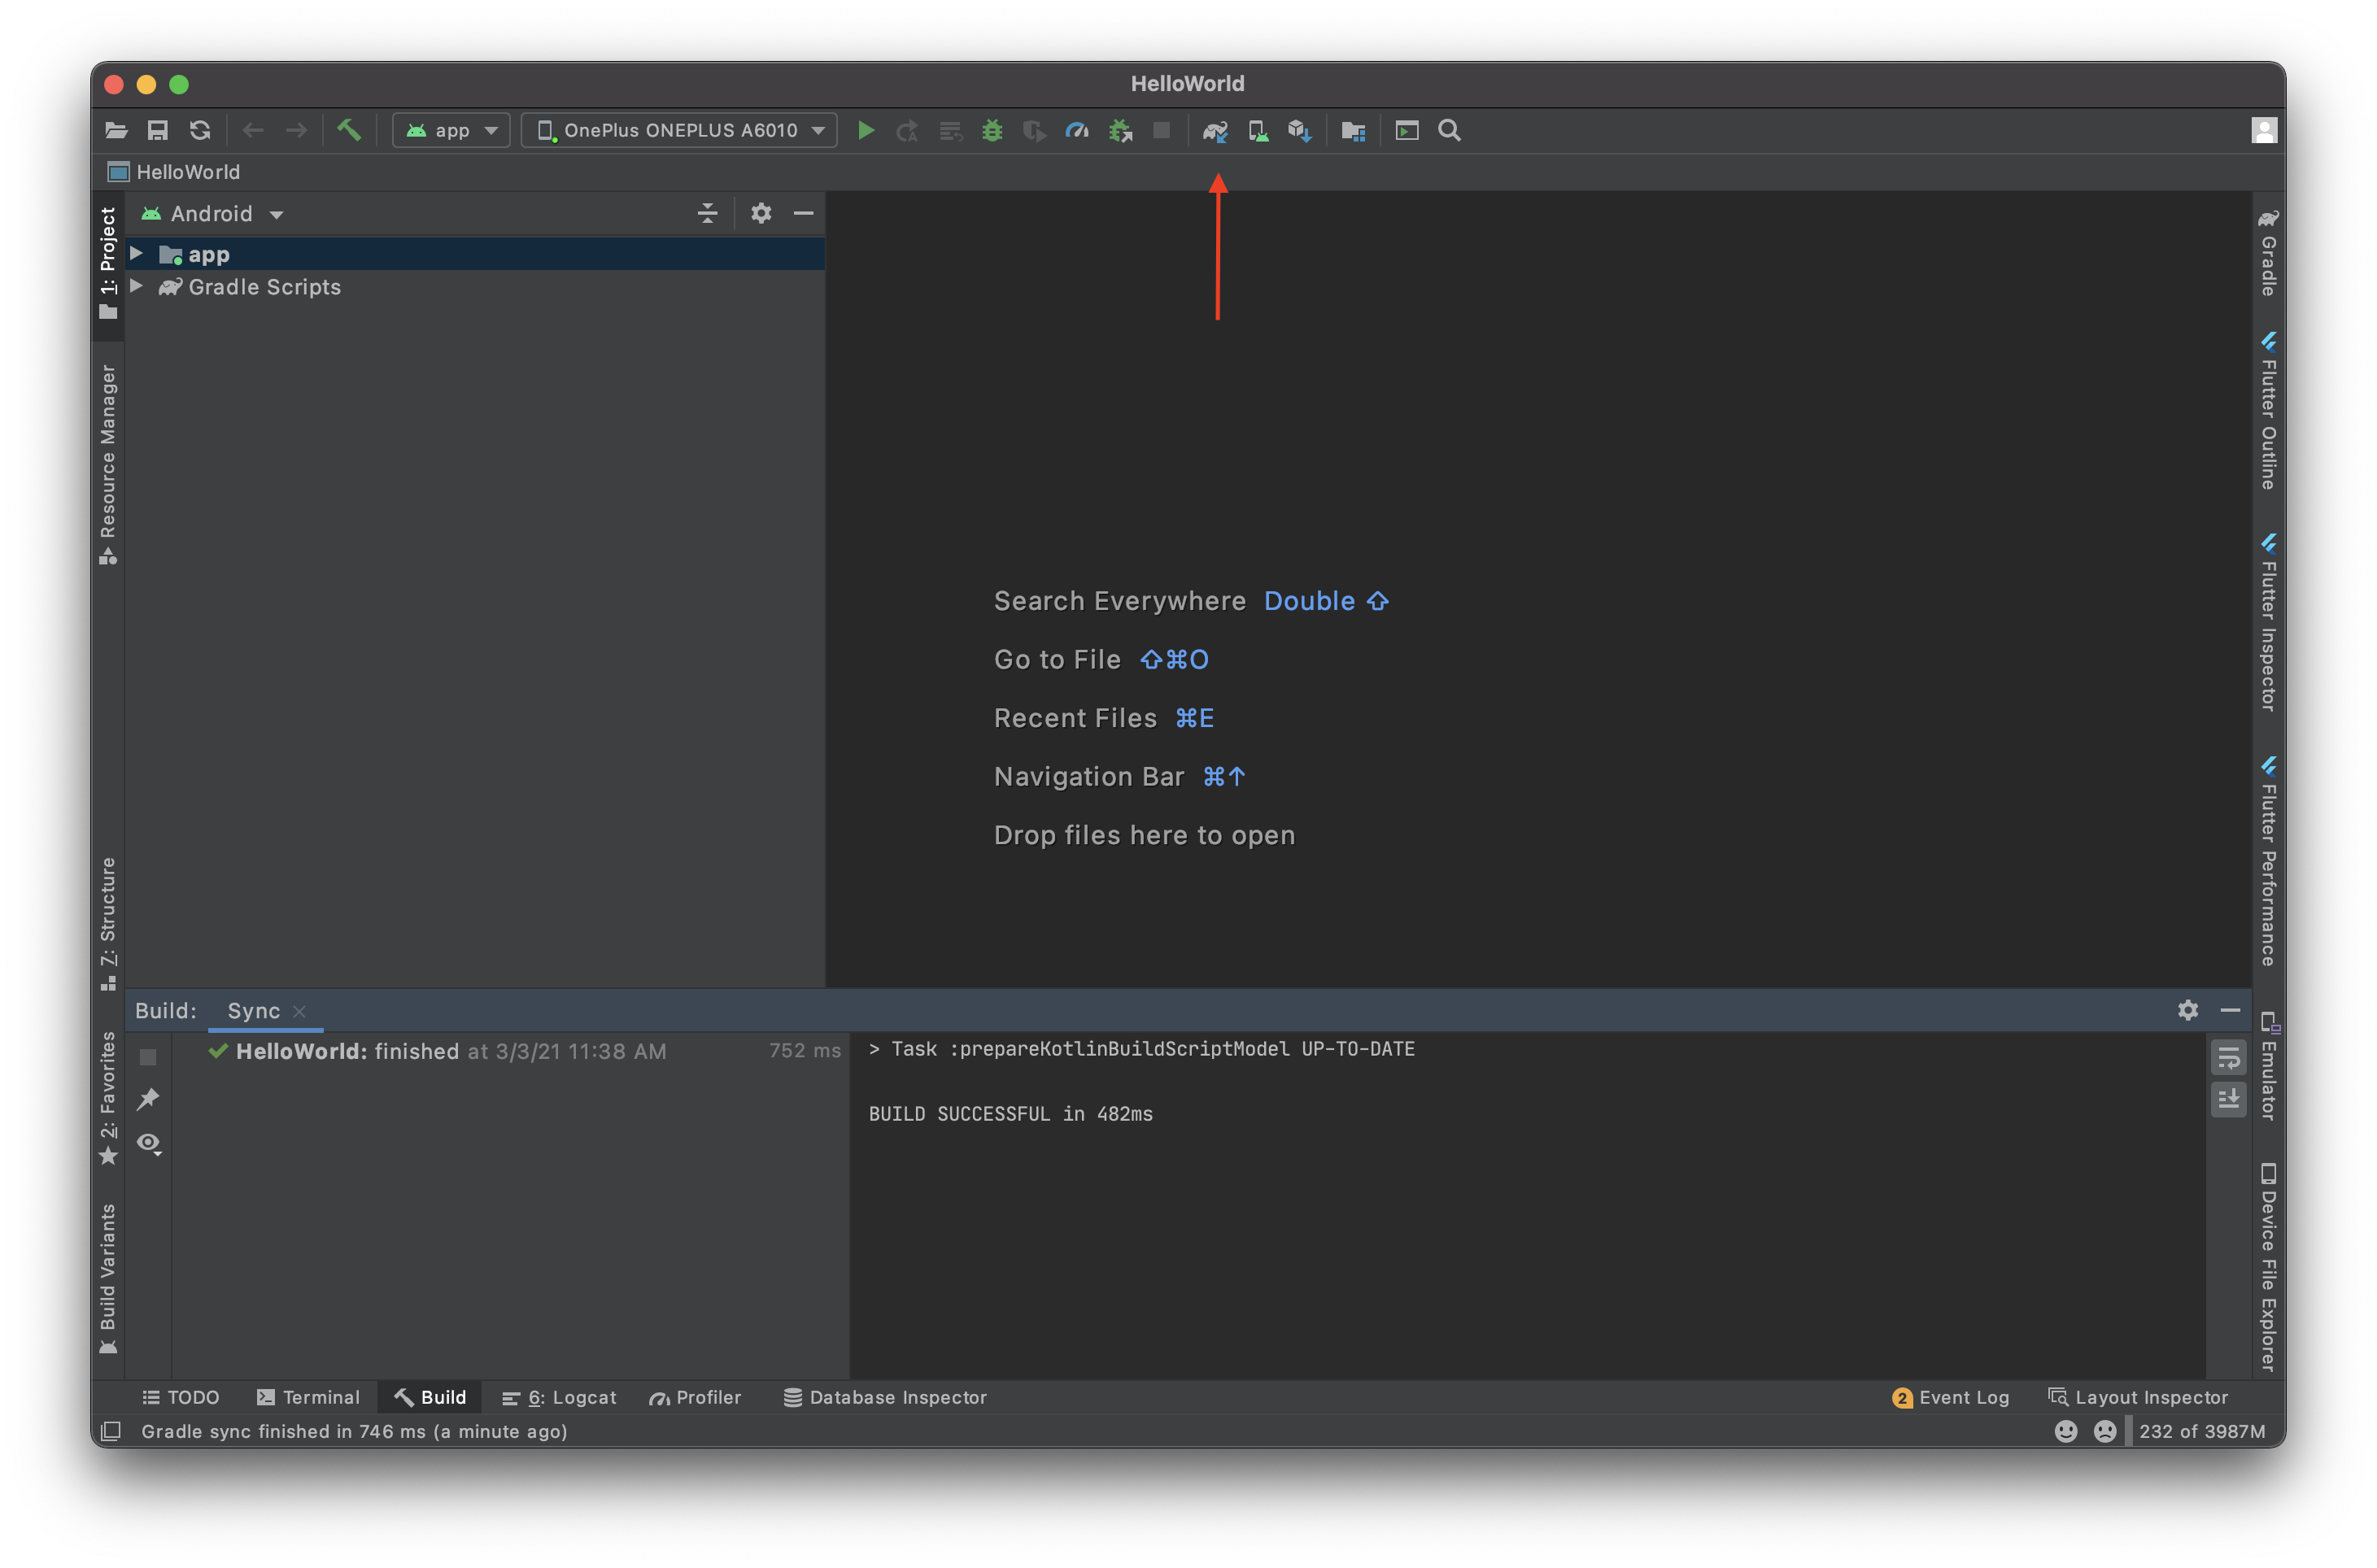 HelloWorld
app
OnePlus ONEPLUS A6010
HelloWorld
1: Project
Resource Manager
7: Structure
2: Favorites
Build Variants
Android
app
Gradle Scripts
Search Everywhere Double ⇧
Go to File ⇧⌘O
Recent Files ⌘E
Navigation Bar ⌘↑
Drop files here to open
Gradle
Flutter Outline
Flutter Inspector
Flutter Performance
Emulator
Device File Explorer
Build: Sync
HelloWorld: finished at 3/3/21 11:38 AM 752 ms
> Task :prepareKotlinBuildScriptModel UP-TO-DATE
BUILD SUCCESSFUL in 482ms
TODO Terminal Build 6: Logcat Profiler Database Inspector 2 Event Log Layout Inspector
Gradle sync finished in 746 ms (a minute ago) 232 of 3987M